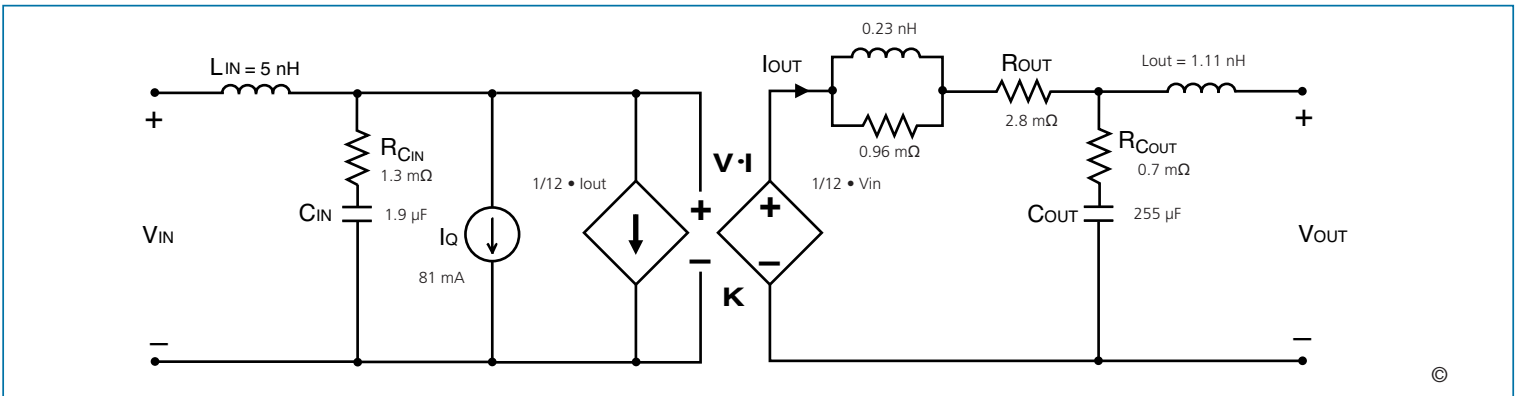 0.23 nH
LIN = 5 nH
IOUT
ROUT
Lout = 1.11 nH
+
+
2.8 mΩ
RCIN
1.3 mΩ
0.96 mΩ
RCOUT
0.7 mΩ
V•I
1/12 • Iout
1/12 • Vin
CIN
1.9 µF
+
+
COUT
255 µF
VIN
IQ
VOUT
81 mA
–
–
K
–
–
©